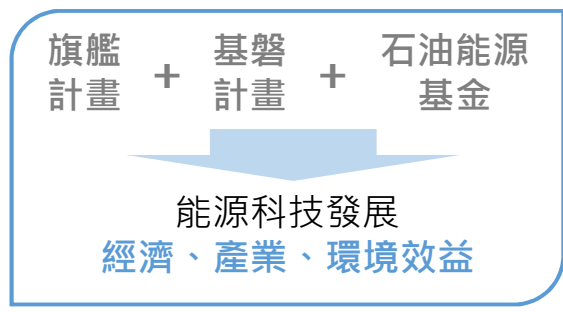 旗艦
計畫
+
基磐
計畫
+
石油能源
基金
能源科技發展
經濟、產業、環境效益